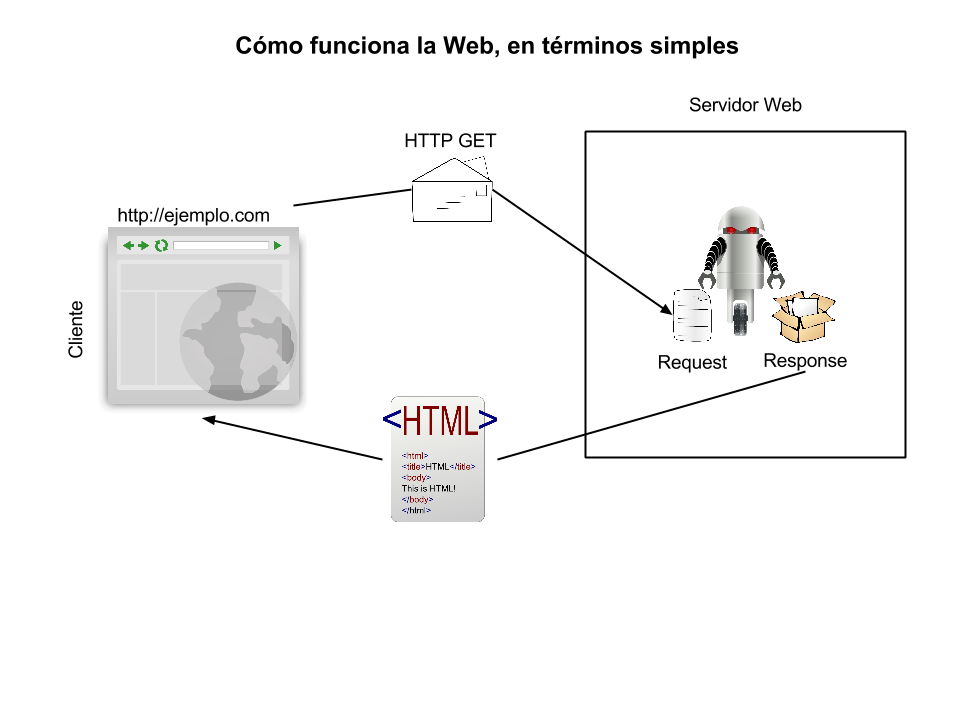 Cómo funciona la Web, en términos simples
Servidor Web
HTTP GET
http://ejemplo.com
Cliente
Request
Response
<HTML>
<html>
<title>HTML</title>
<body>
This is HTML!
</body>
</html>